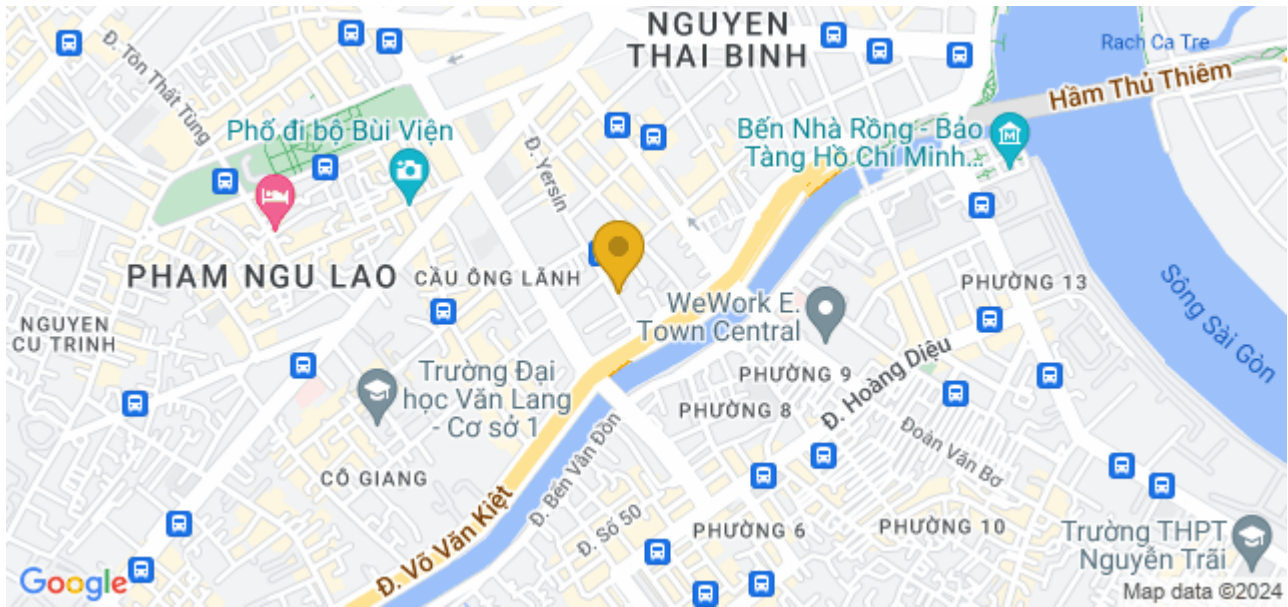 NGUYEN
THAI BINH
Rach Ca Tre
Hầm Thủ Thiêm
Đ. Tôn Thất Tùng
Phố đi bộ Bùi Viện
Bến Nhà Rồng - Bảo
Tàng Hồ Chí Minh...
Đ. Yersin
PHAM NGU LAO
CẦU ÔNG LÃNH
PHƯỜNG 13
Sông Sài Gòn
WeWork E.
Town Central
NGUYEN
CU TRINH
Trường Đại
học Văn Lang
- Cơ sở 1
PHƯỜNG 9
Đ. Hoàng Diệu
PHƯỜNG 8
Đoàn Văn Bơ
CÔ GIANG
Đ. Bến Vân Đồn
Đ. Võ Văn Kiệt
Đ. Số 50
PHƯỜNG 6
PHƯỜNG 10
Trường THPT
Nguyễn Trãi
Google
Map data ©2024